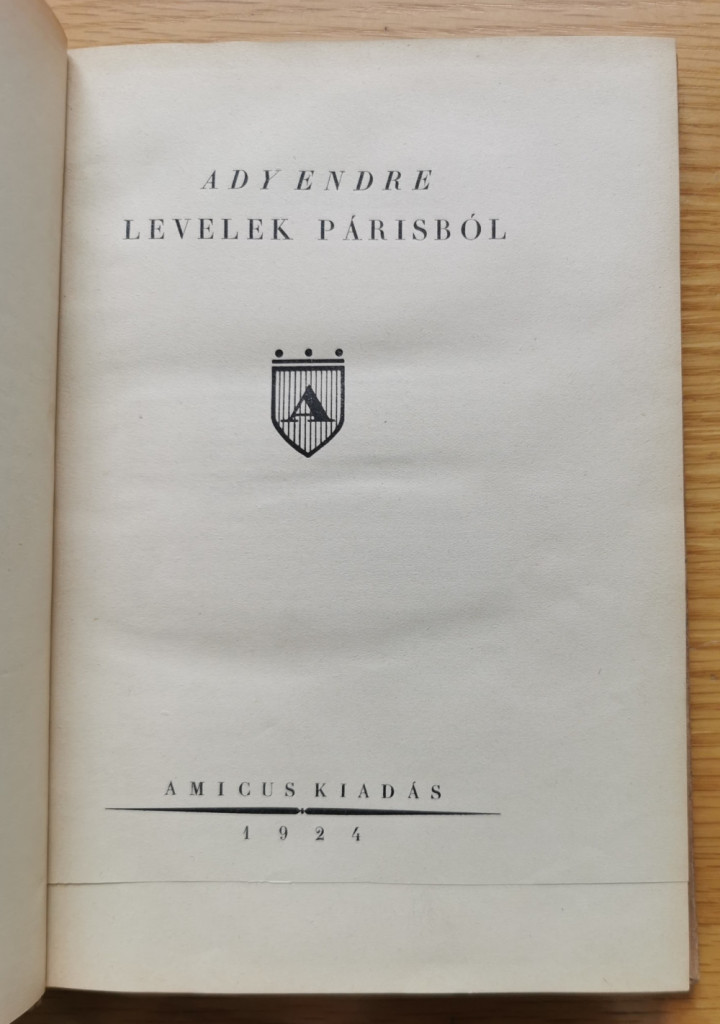 ADY ENDRE
LEVELEK PÁRISBÓL
A
AMICUS KIADÁS
1924